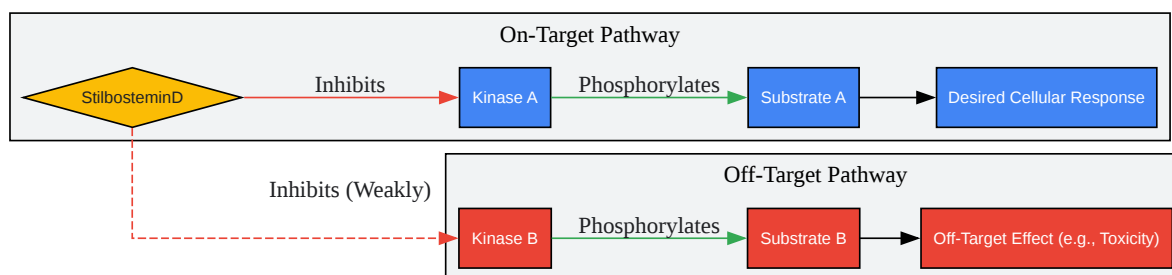 On-Target Pathway
StilbosteminD
Inhibits
Kinase A
Phosphorylates
Substrate A
Desired Cellular Response
Inhibits (Weakly)
Off-Target Pathway
Kinase B
Phosphorylates
Substrate B
Off-Target Effect (e.g., Toxicity)